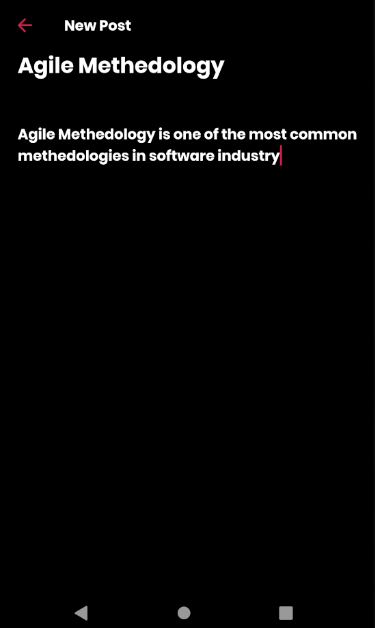 New Post
Agile Methedology
Agile Methedology is one of the most common
methedologies in software industry